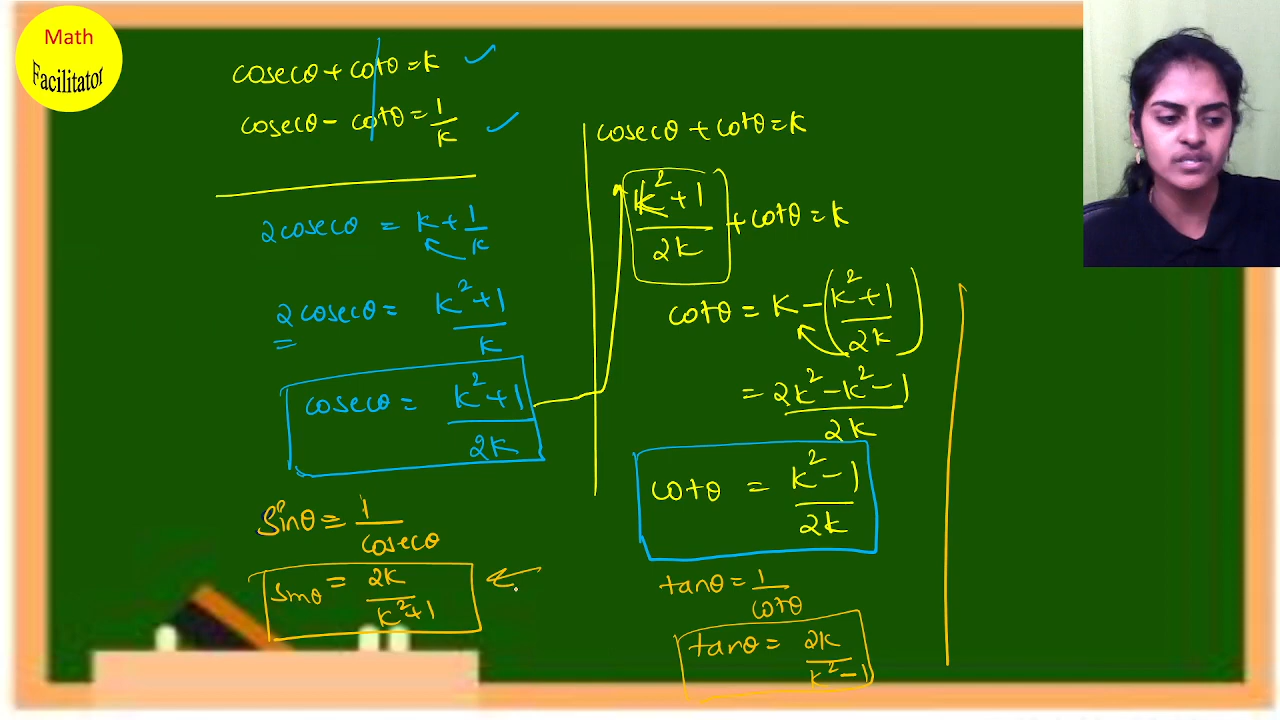 Math
Facilitator
cosecθ + cotθ = k
cosecθ - cotθ = 1/k
2cosecθ = k + 1/k
2cosecθ = k²+1/k
cosecθ = k²+1/2k
sinθ = 1/cosecθ
sinθ = 2k/k²+1
cosecθ + cotθ = k
k²+1/2k + cotθ = k
cotθ = k - (k²+1/2k)
= 2k²-k²-1/2k
cotθ = k²-1/2k
tanθ = 1/cotθ
tanθ = 2k/k²-1